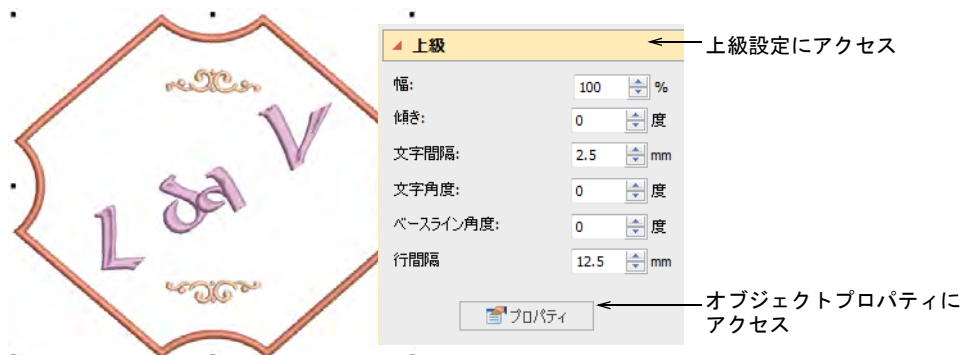 上級
上級設定にアクセス
幅: 100 %
傾き: 0 度
文字間隔: 2.5 mm
文字角度: 0 度
ベースライン角度: 0 度
行間隔 12.5 mm
プロパティ
オブジェクトプロパティに
アクセス
L & V